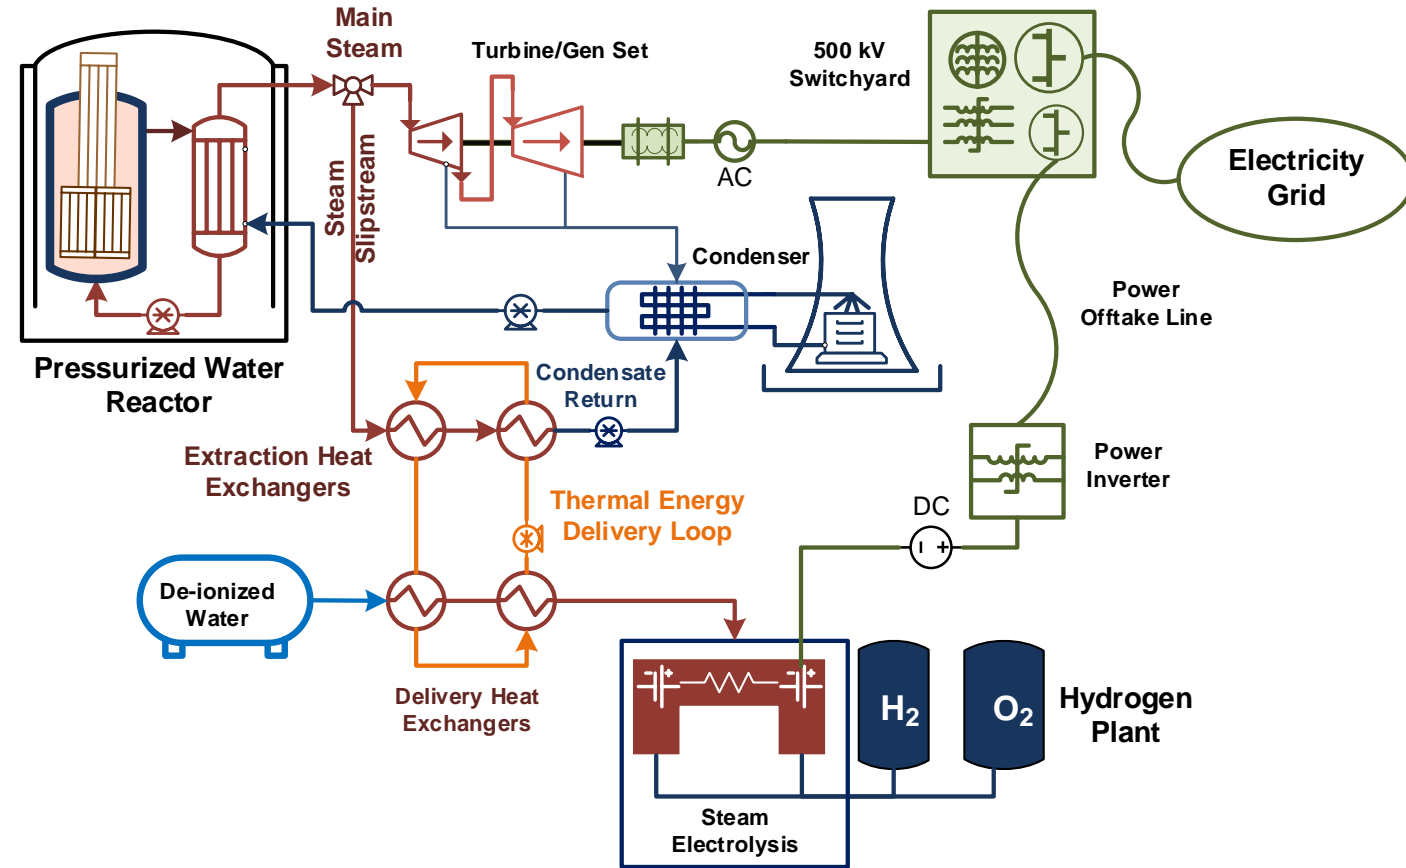 Main
Steam
Turbine/Gen Set
500 kV
Switchyard
AC
Electricity
Grid
Steam
Slipstream
Condenser
Power
Offtake Line
Pressurized Water
Reactor
Condensate
Return
Extraction Heat
Exchangers
Power
Inverter
Thermal Energy
Delivery Loop
DC
De-ionized
Water
Delivery Heat
Exchangers
H2
O2
Hydrogen
Plant
Steam
Electrolysis